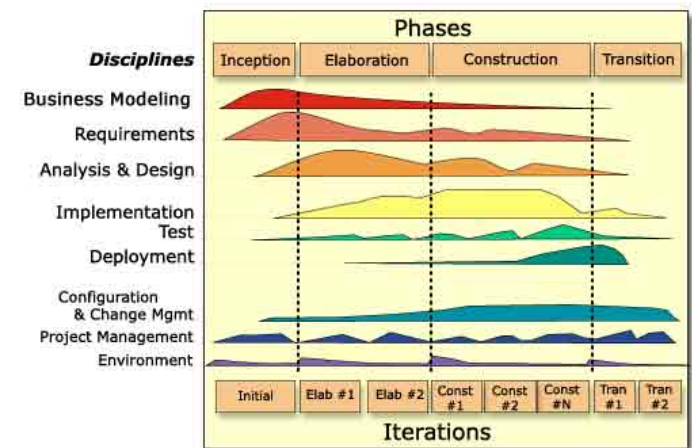 Phases
Disciplines
Inception
Elaboration
Construction
Transition
Business Modeling
Requirements
Analysis & Design
Implementation
Test
Deployment
Configuration
& Change Mgmt
Project Management
Environment
Initial
Elab #1
Elab #2
Const
#1
Const
#2
Const
#N
Tran
#1
Tran
#2
Iterations